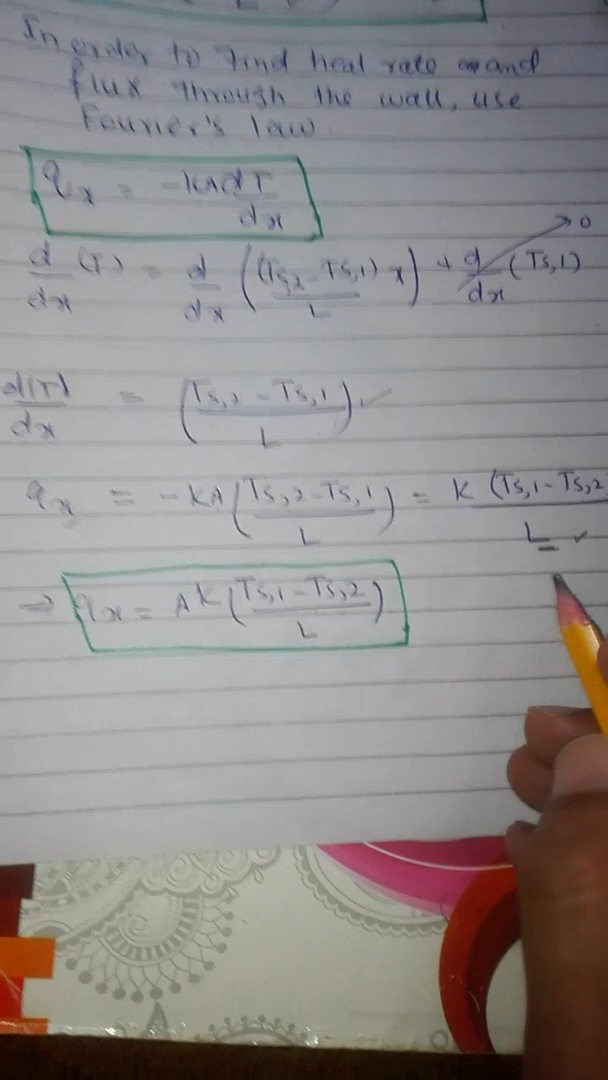 In order to find heat rate and
flux through the wall, use
Fourier's law.
qx = -KA dT/dx
d/dx (T) = d/dx ((Ts,2 - Ts,1)/L x) + d/dx (Ts,1) → 0
d(T)/dx = ((Ts,2 - Ts,1)/L) ✓
qx = -KA ((Ts,2 - Ts,1)/L) = K (Ts,1 - Ts,2/L ✓
⇒ qx = AK ((Ts,1 - Ts,2)/L)